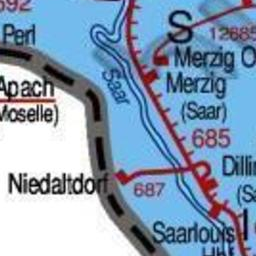 692
Perl
S
12685
Merzig O
Apach
Moselle)
Saar
Merzig
(Saar)
685
Dillin
Niedaltdorf
687
(Sa
Saarlouis
Hbf